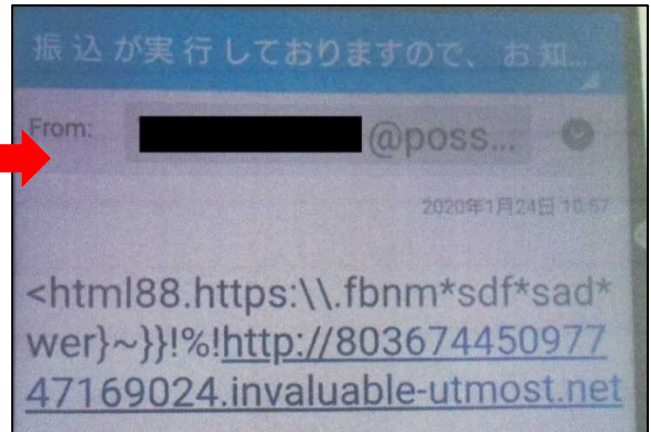 振込が実行しておりますので、お知...
From: @poss...
2020年1月24日 10:57
<html88.https:\\.fbnm*sdf*sad*
wer}~}}!%!http://803674450977
47169024.invaluable-utmost.net